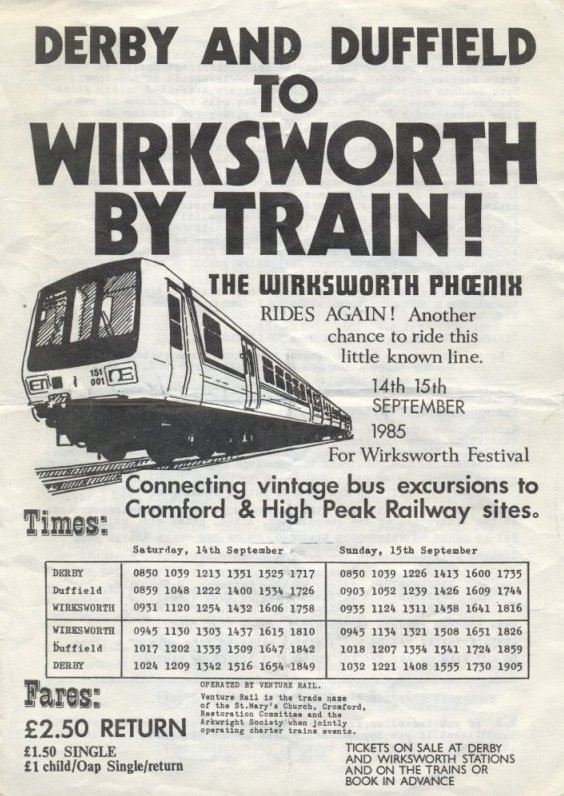 DERBY AND DUFFIELD
TO
WIRKSWORTH
BY TRAIN!
THE WIRKSWORTH PHŒNIX
RIDES AGAIN! Another
chance to ride this
little known line.
14th 15th
SEPTEMBER
1985
For Wirksworth Festival
151
001
Connecting vintage bus excursions to
Cromford & High Peak Railway sites.
Times:
Saturday, 14th September Sunday, 15th September
DERBY 0850 1039 1213 1351 1525 1717 0850 1039 1226 1413 1600 1735
Duffield 0859 1048 1222 1400 1534 1726 0903 1052 1239 1426 1609 1744
WIRKSWORTH 0931 1120 1254 1432 1606 1758 0935 1124 1311 1458 1641 1816
WIRKSWORTH 0945 1130 1303 1437 1615 1810 0945 1134 1321 1508 1651 1826
Duffield 1017 1202 1335 1509 1647 1842 1018 1207 1354 1541 1724 1859
DERBY 1024 1209 1342 1516 1654 1849 1032 1221 1408 1555 1730 1905
Fares:
£2.50 RETURN
£1.50 SINGLE
£1 child/Oap Single/return
OPERATED BY VENTURE RAIL.
Venture Rail is the trade name
of the St.Mary's Church, Cromford,
Restoration Committee and the
Arkwright Society when jointly
operating charter trains events.
TICKETS ON SALE AT DERBY
AND WIRKSWORTH STATIONS
AND ON THE TRAINS OR
BOOK IN ADVANCE